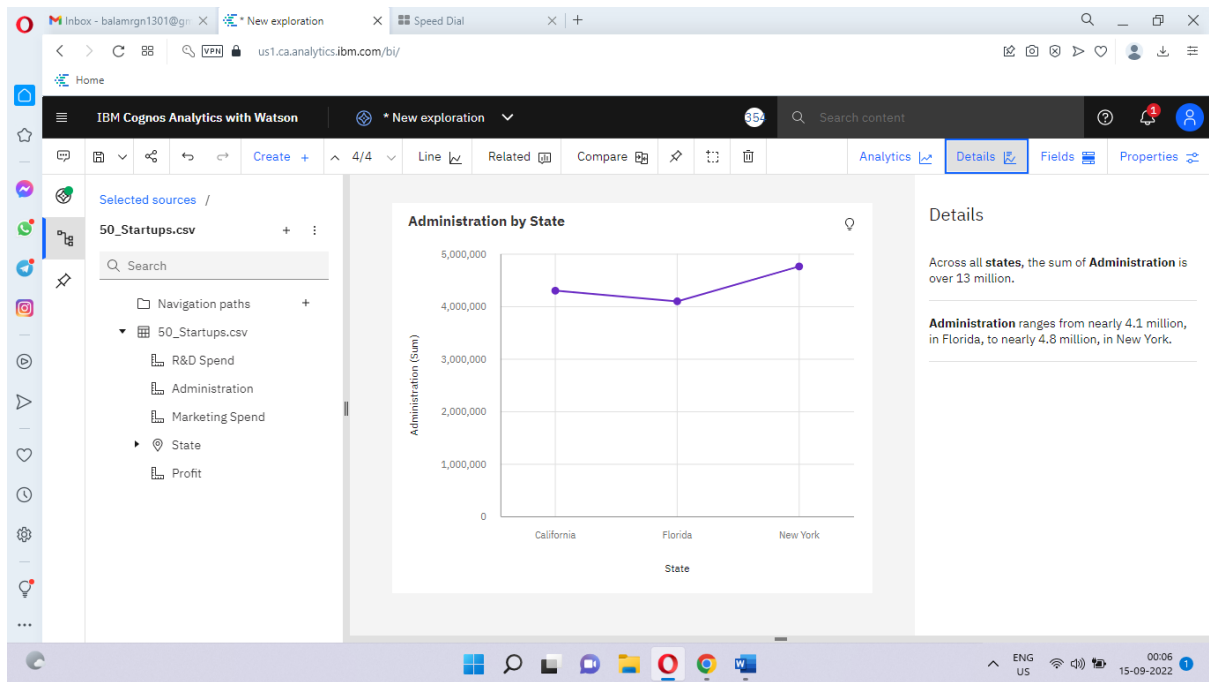 Inbox - balamrgn1301@gm
* New exploration
Speed Dial
VPN
us1.ca.analytics.ibm.com/bi/
Home
IBM Cognos Analytics with Watson
* New exploration
354
Search content
1
Create +
4/4
Line
Related
Compare
Analytics
Details
Fields
Properties
Selected sources /
50_Startups.csv
Search
Navigation paths
50_Startups.csv
R&D Spend
Administration
Marketing Spend
State
Profit
Administration by State
5,000,000
4,000,000
3,000,000
2,000,000
1,000,000
0
Administration (Sum)
California
Florida
New York
State
Details
Across all states, the sum of Administration is
over 13 million.
Administration ranges from nearly 4.1 million,
in Florida, to nearly 4.8 million, in New York.
ENG
US
00:06
15-09-2022
1